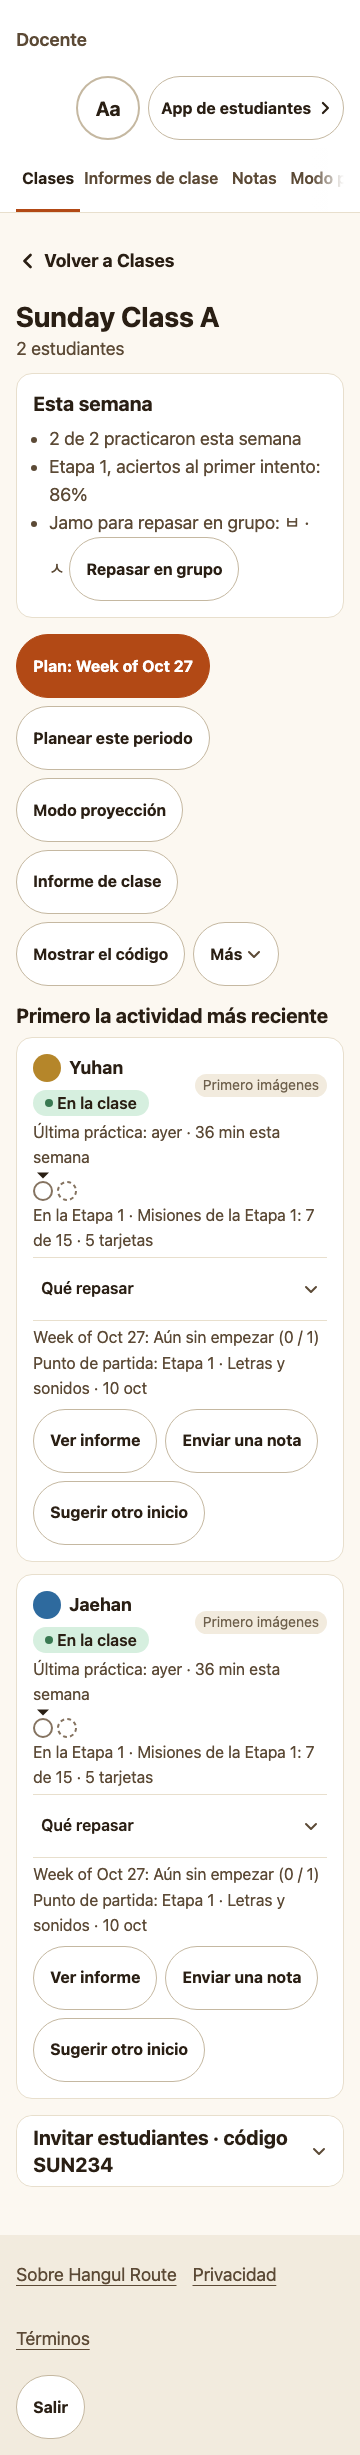 Docente
Aa
App de estudiantes
Clases Informes de clase Notas Modo
Volver a Clases
Sunday Class A
2 estudiantes
Esta semana
2 de 2 practicaron esta semana
Etapa 1, aciertos al primer intento:
86%
Jamo para repasar en grupo: ㅂ ·
ㅅ Repasar en grupo
Plan: Week of Oct 27
Planear este periodo
Modo proyección
Informe de clase
Mostrar el código Más
Primero la actividad más reciente
Yuhan
Primero imágenes
En la clase
Última práctica: ayer · 36 min esta
semana
En la Etapa 1 · Misiones de la Etapa 1: 7
de 15 · 5 tarjetas
Qué repasar
Week of Oct 27: Aún sin empezar (0 / 1)
Punto de partida: Etapa 1 · Letras y
sonidos · 10 oct
Ver informe Enviar una nota
Sugerir otro inicio
Jaehan
Primero imágenes
En la clase
Última práctica: ayer · 36 min esta
semana
En la Etapa 1 · Misiones de la Etapa 1: 7
de 15 · 5 tarjetas
Qué repasar
Week of Oct 27: Aún sin empezar (0 / 1)
Punto de partida: Etapa 1 · Letras y
sonidos · 10 oct
Ver informe Enviar una nota
Sugerir otro inicio
Invitar estudiantes · código
SUN234
Sobre Hangul Route Privacidad
Términos
Salir